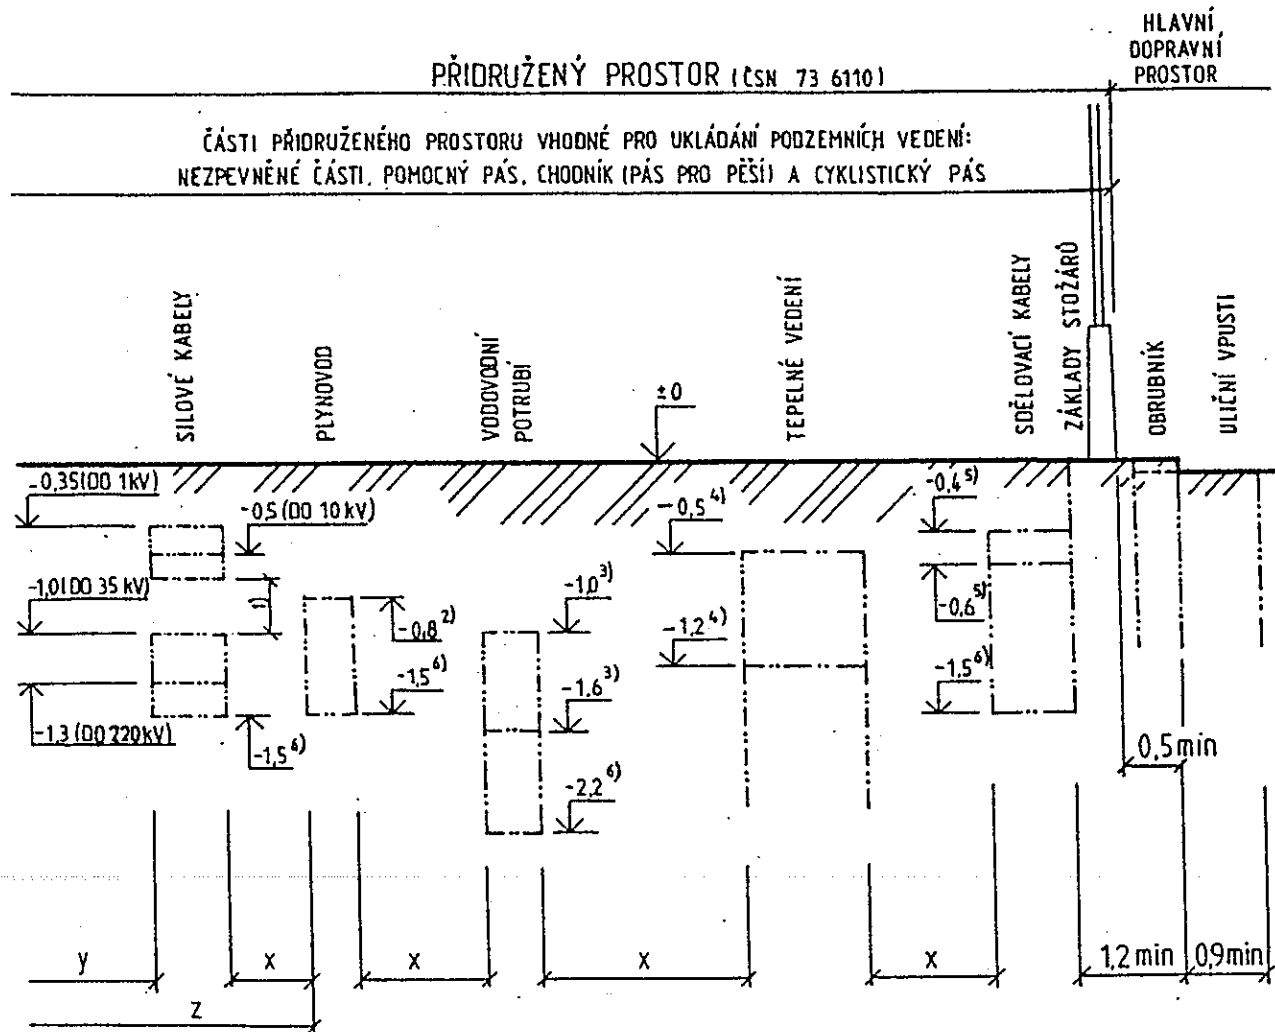 HLAVNÍ
DOPRAVNÍ
PROSTOR
PŘIDRUŽENÝ PROSTOR (ČSN 73 6110)
ČÁSTI PŘIDRUŽENÉHO PROSTORU VHODNÉ PRO UKLÁDÁNÍ PODZEMNÍCH VEDENÍ:
NEZPEVNĚNÉ ČÁSTI, POMOCNÝ PÁS, CHODNÍK (PÁS PRO PĚŠÍ) A CYKLISTICKÝ PÁS
SILOVÉ KABELY
PLYNOVOD
VODOVODNÍ
POTRUBÍ
±0
TEPELNÉ VEDENÍ
SDĚLOVACÍ KABELY
ZÁKLADY STOŽÁRŮ
OBRUBNÍK
ULIČNÍ VPUSTI
-0,35 (DO 1kV)
-0,5 (DO 10 kV)
-1,0 (DO 35 kV)
1)
-1,3 (DO 220kV)
-1,5 6)
-0,8 2)
-1,5 6)
-1,0 3)
-1,6 3)
-2,2 6)
-0,5 4)
-1,2 4)
-0,4 5)
-0,6 5)
-1,5 6)
0,5 min
y
x
x
x
x
1,2 min
0,9 min
z